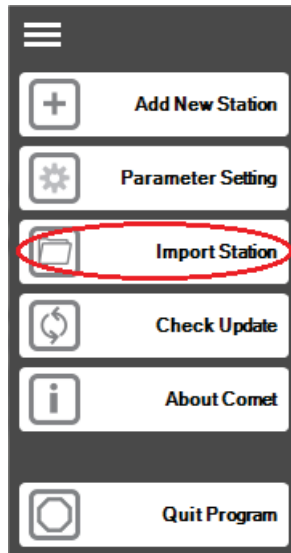 Add New Station
Parameter Setting
Import Station
Check Update
About Comet
Quit Program